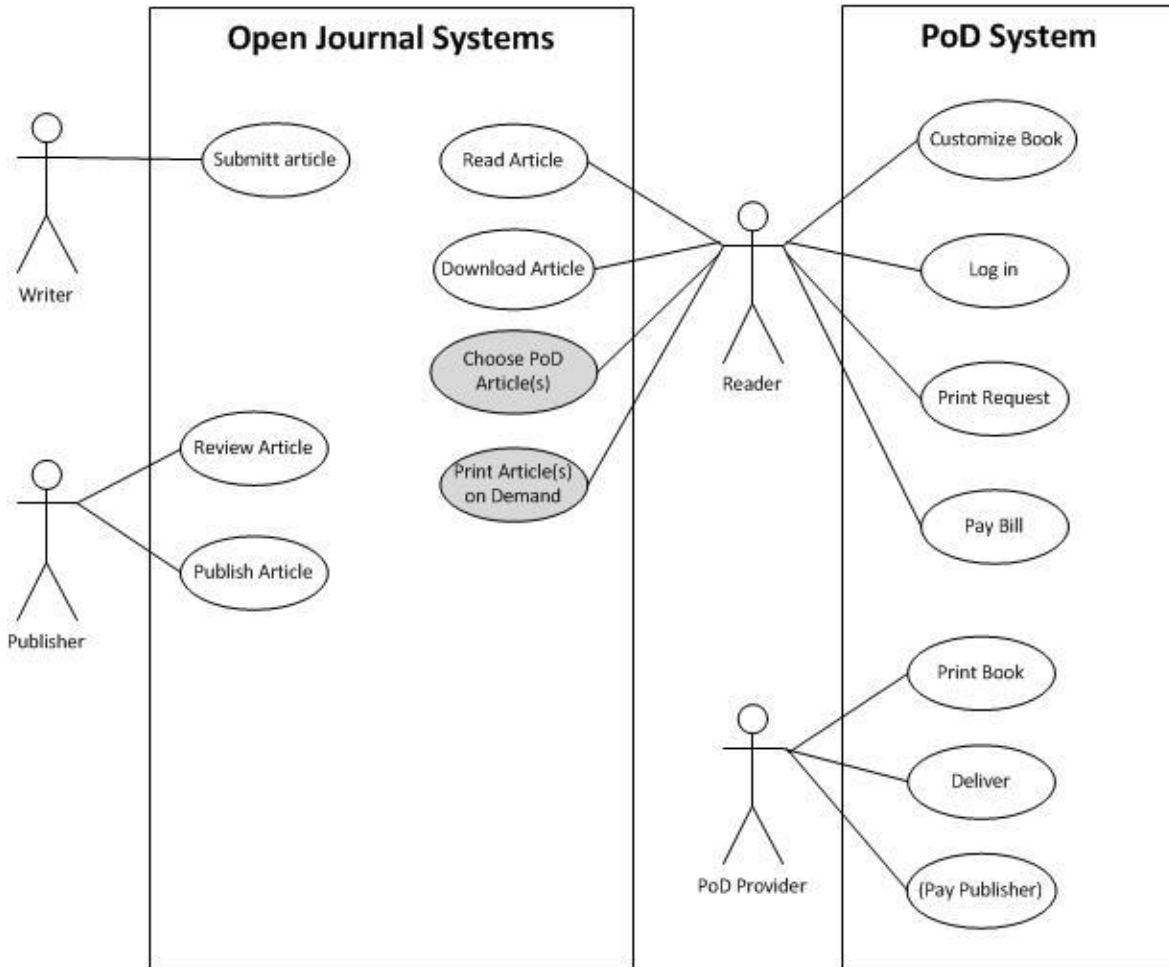 Open Journal Systems
PoD System
Submitt article
Read Article
Customize Book
Download Article
Log in
Writer
Choose PoD
Article(s)
Reader
Print Request
Review Article
Print Article(s)
on Demand
Pay Bill
Publish Article
Publisher
Print Book
Deliver
PoD Provider
(Pay Publisher)